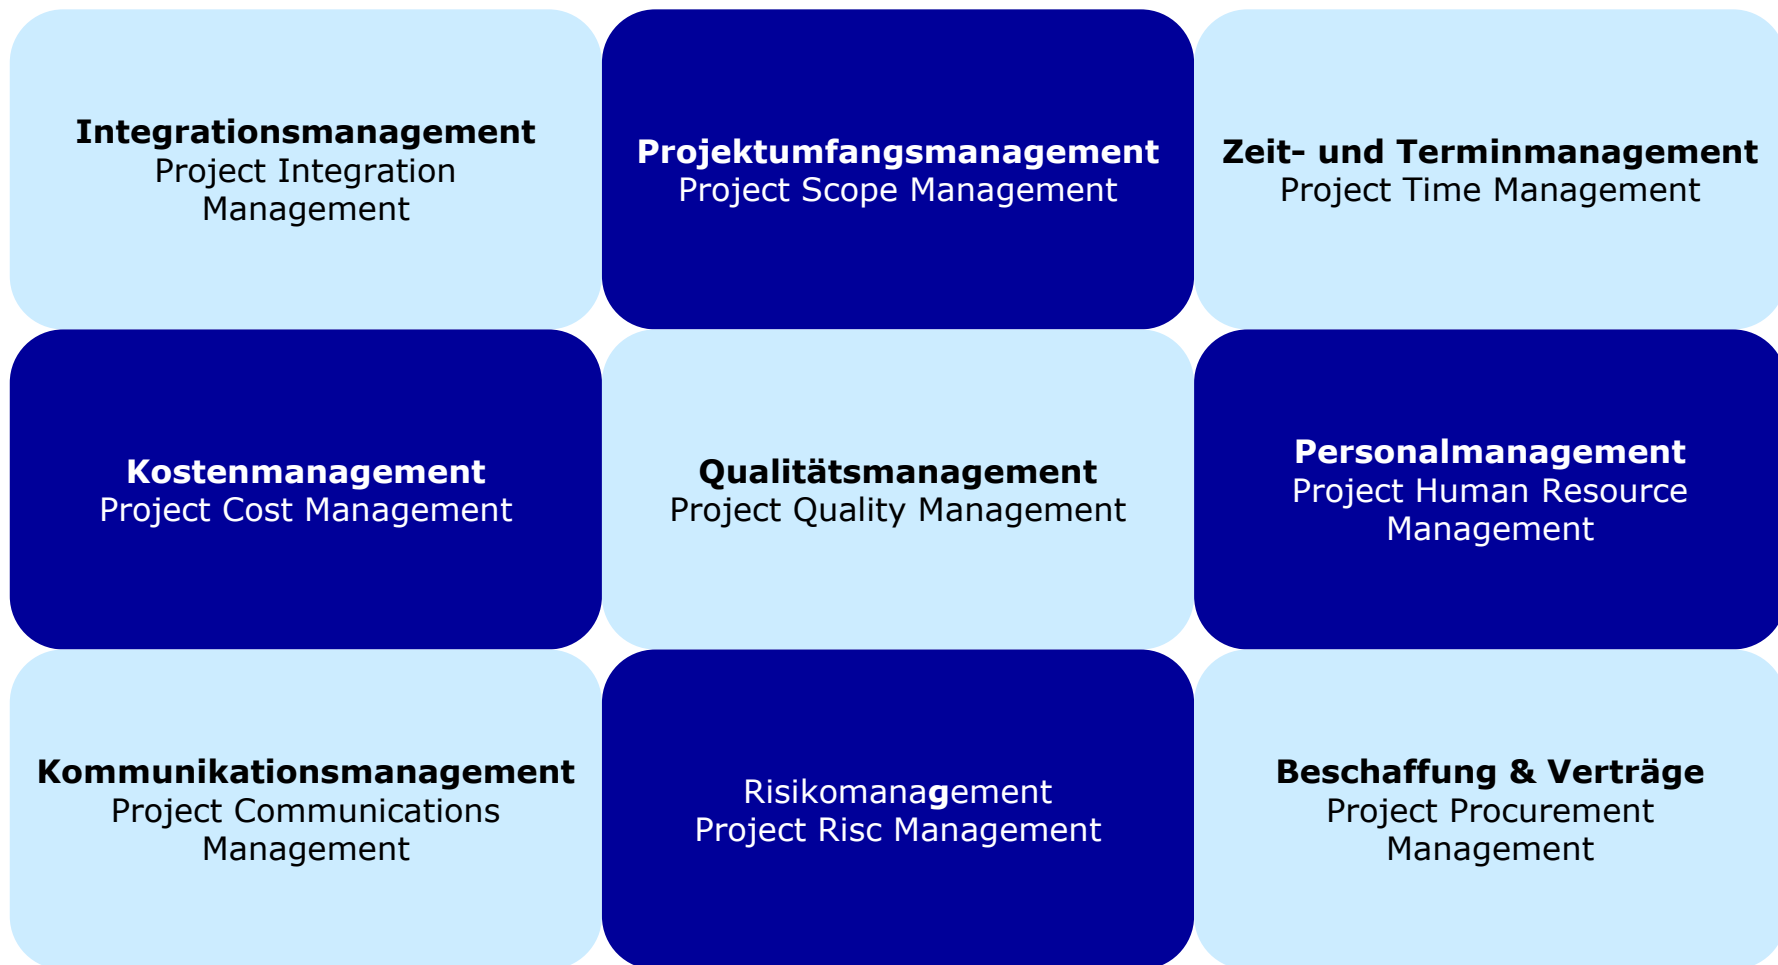 Integrationsmanagement
Project Integration
Management
Projektumfangsmanagement
Project Scope Management
Zeit- und Terminmanagement
Project Time Management
Kostenmanagement
Project Cost Management
Qualitätsmanagement
Project Quality Management
Personalmanagement
Project Human Resource
Management
Kommunikationsmanagement
Project Communications
Management
Risikomanagement
Project Risc Management
Beschaffung & Verträge
Project Procurement
Management